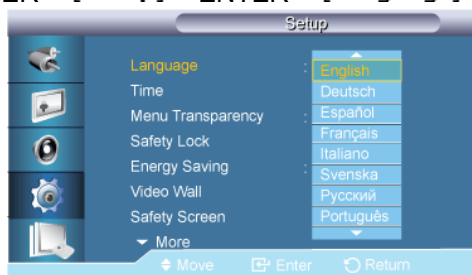 Setup
Language : English
Time Deutsch
Menu Transparency : Español
Safety Lock Français
Italiano
Energy Saving : Svenska
Video Wall Русский
Safety Screen Português
More
Move Enter Return